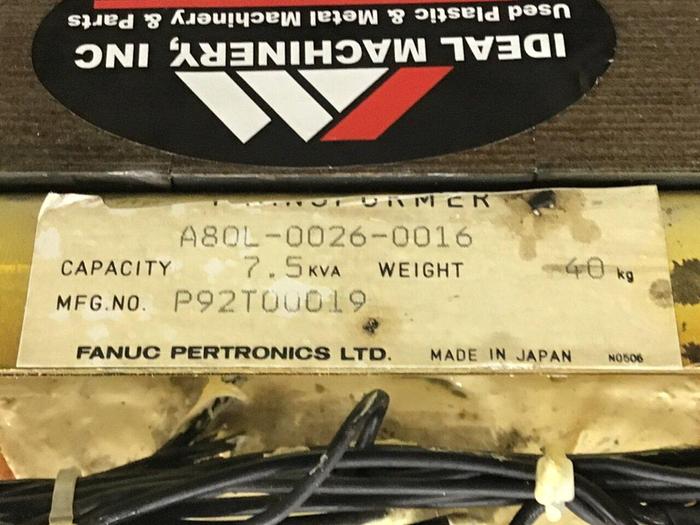 IDEAL MACHINERY, INC
Used Plastic & Metal Machinery & Parts
TRANSFORMER
A80L-0026-0016
CAPACITY 7.5 KVA WEIGHT 40 kg
MFG.NO. P92T00019
FANUC PERTRONICS LTD. MADE IN JAPAN N0506